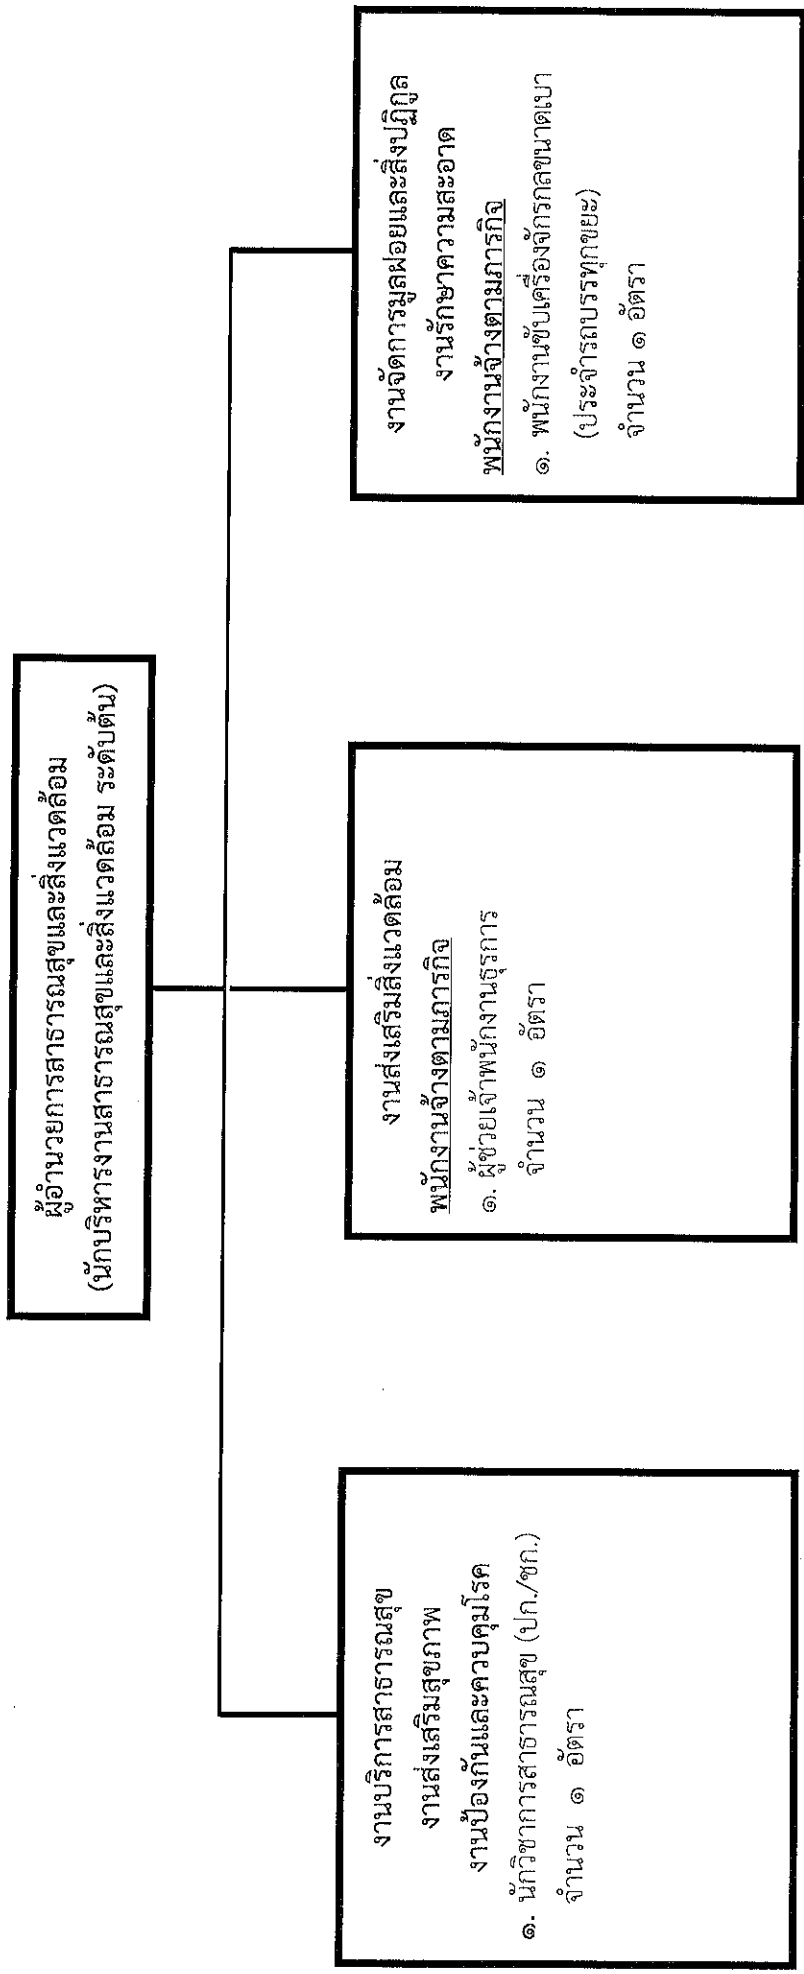 ผู้อำนวยการสาธารณสุขและสิ่งแวดล้อม
(นักบริหารงานสาธารณสุขและสิ่งแวดล้อม ระดับต้น)
งานบริการสาธารณสุข
งานส่งเสริมสุขภาพ
งานป้องกันและควบคุมโรค
๑. นักวิชาการสาธารณสุข (ปก./ชก.)
จำนวน ๑ อัตรา
งานส่งเสริมสิ่งแวดล้อม
พนักงานจ้างตามภารกิจ
๑. ผู้ช่วยเจ้าพนักงานธุรการ
จำนวน ๑ อัตรา
งานจัดการมูลฝอยและสิ่งปฏิกูล
งานรักษาความสะอาด
พนักงานจ้างตามภารกิจ
๑. พนักงานขับเครื่องจักรกลขนาดเบา
(ประจำรถบรรทุกขยะ)
จำนวน ๑ อัตรา